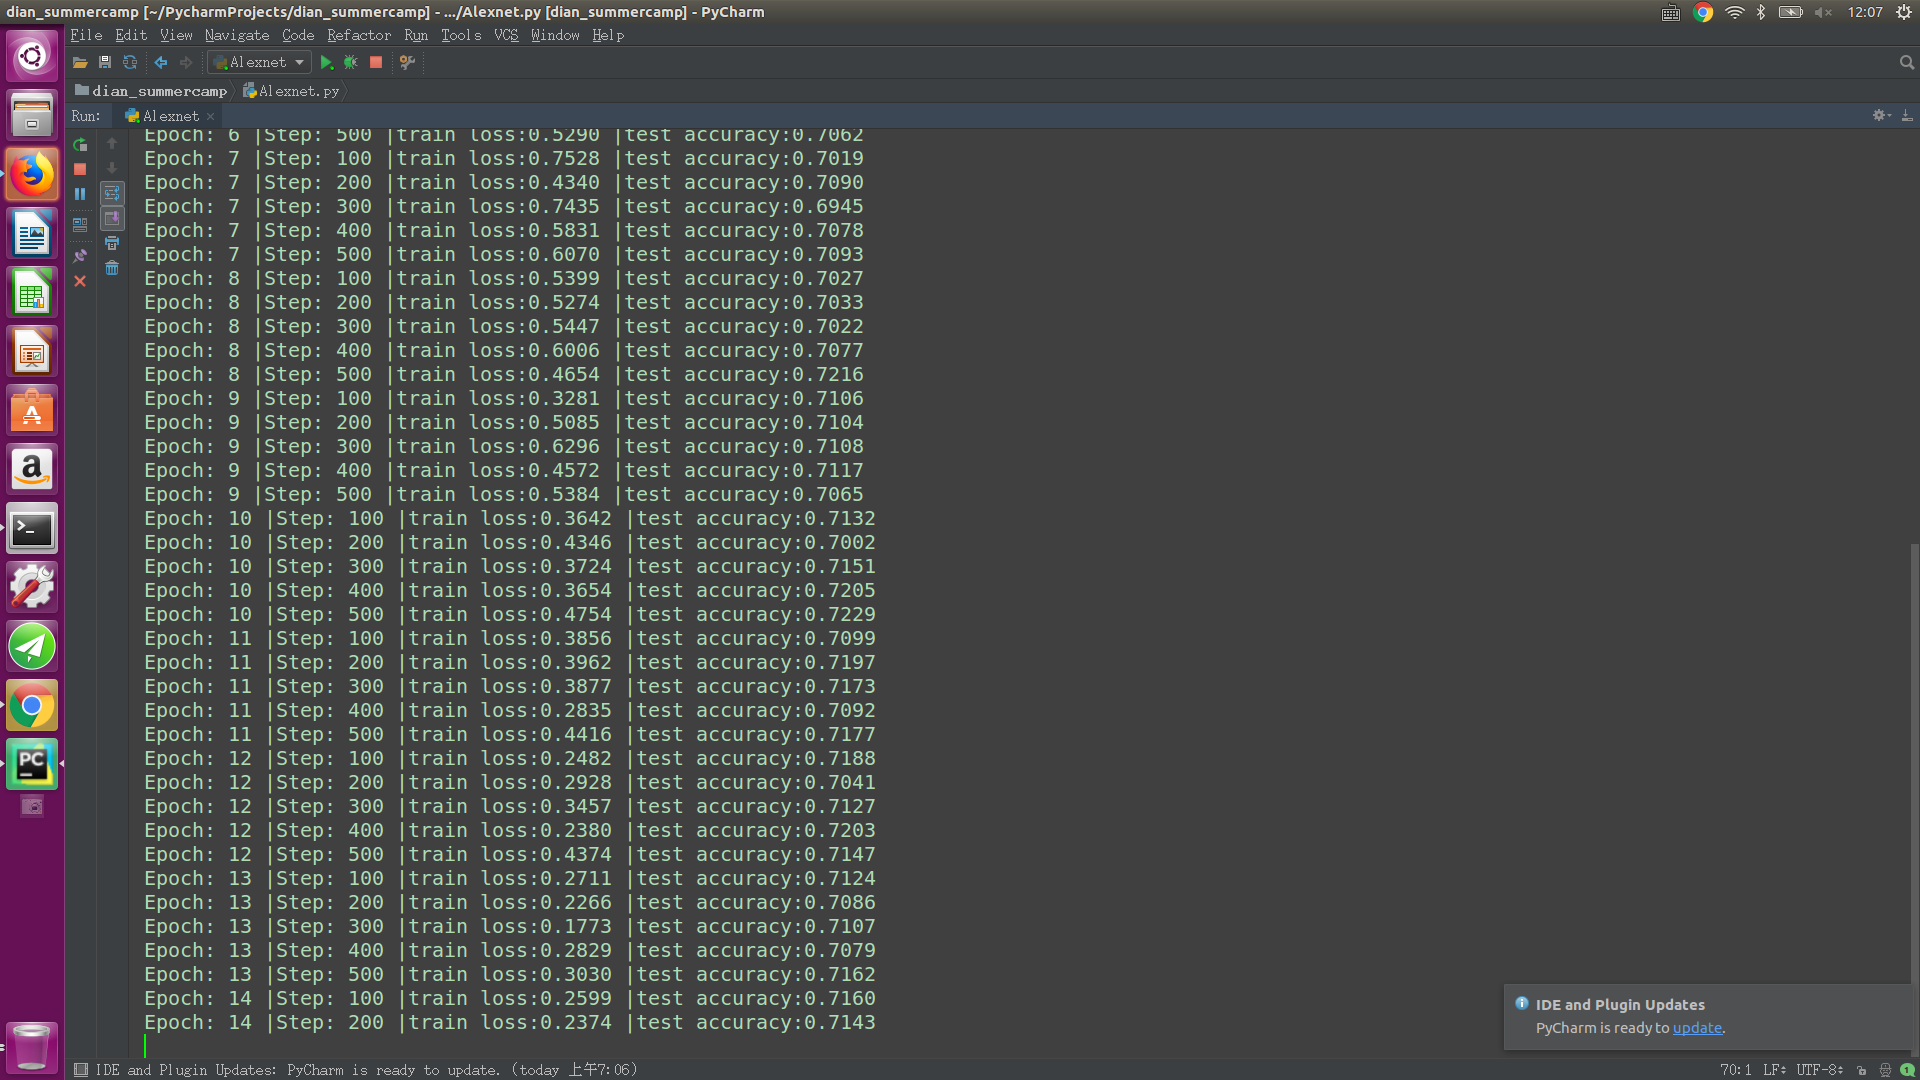 dian_summercamp [~/PycharmProjects/dian_summercamp] - .../Alexnet.py [dian_summercamp] - PyCharm
12:07
File Edit View Navigate Code Refactor Run Tools VCS Window Help
Alexnet
dian_summercamp Alexnet.py
Run: Alexnet
Epoch: 6 |Step: 500 |train loss:0.5290 |test accuracy:0.7062
Epoch: 7 |Step: 100 |train loss:0.7528 |test accuracy:0.7019
Epoch: 7 |Step: 200 |train loss:0.4340 |test accuracy:0.7090
Epoch: 7 |Step: 300 |train loss:0.7435 |test accuracy:0.6945
Epoch: 7 |Step: 400 |train loss:0.5831 |test accuracy:0.7078
Epoch: 7 |Step: 500 |train loss:0.6070 |test accuracy:0.7093
Epoch: 8 |Step: 100 |train loss:0.5399 |test accuracy:0.7027
Epoch: 8 |Step: 200 |train loss:0.5274 |test accuracy:0.7033
Epoch: 8 |Step: 300 |train loss:0.5447 |test accuracy:0.7022
Epoch: 8 |Step: 400 |train loss:0.6006 |test accuracy:0.7077
Epoch: 8 |Step: 500 |train loss:0.4654 |test accuracy:0.7216
Epoch: 9 |Step: 100 |train loss:0.3281 |test accuracy:0.7106
Epoch: 9 |Step: 200 |train loss:0.5085 |test accuracy:0.7104
Epoch: 9 |Step: 300 |train loss:0.6296 |test accuracy:0.7108
Epoch: 9 |Step: 400 |train loss:0.4572 |test accuracy:0.7117
Epoch: 9 |Step: 500 |train loss:0.5384 |test accuracy:0.7065
Epoch: 10 |Step: 100 |train loss:0.3642 |test accuracy:0.7132
Epoch: 10 |Step: 200 |train loss:0.4346 |test accuracy:0.7002
Epoch: 10 |Step: 300 |train loss:0.3724 |test accuracy:0.7151
Epoch: 10 |Step: 400 |train loss:0.3654 |test accuracy:0.7205
Epoch: 10 |Step: 500 |train loss:0.4754 |test accuracy:0.7229
Epoch: 11 |Step: 100 |train loss:0.3856 |test accuracy:0.7099
Epoch: 11 |Step: 200 |train loss:0.3962 |test accuracy:0.7197
Epoch: 11 |Step: 300 |train loss:0.3877 |test accuracy:0.7173
Epoch: 11 |Step: 400 |train loss:0.2835 |test accuracy:0.7092
Epoch: 11 |Step: 500 |train loss:0.4416 |test accuracy:0.7177
Epoch: 12 |Step: 100 |train loss:0.2482 |test accuracy:0.7188
Epoch: 12 |Step: 200 |train loss:0.2928 |test accuracy:0.7041
Epoch: 12 |Step: 300 |train loss:0.3457 |test accuracy:0.7127
Epoch: 12 |Step: 400 |train loss:0.2380 |test accuracy:0.7203
Epoch: 12 |Step: 500 |train loss:0.4374 |test accuracy:0.7147
Epoch: 13 |Step: 100 |train loss:0.2711 |test accuracy:0.7124
Epoch: 13 |Step: 200 |train loss:0.2266 |test accuracy:0.7086
Epoch: 13 |Step: 300 |train loss:0.1773 |test accuracy:0.7107
Epoch: 13 |Step: 400 |train loss:0.2829 |test accuracy:0.7079
Epoch: 13 |Step: 500 |train loss:0.3030 |test accuracy:0.7162
Epoch: 14 |Step: 100 |train loss:0.2599 |test accuracy:0.7160
Epoch: 14 |Step: 200 |train loss:0.2374 |test accuracy:0.7143
IDE and Plugin Updates
PyCharm is ready to update.
IDE and Plugin Updates: PyCharm is ready to update. (today 上午7:06)
70:1 LF UTF-8 1
PC
a